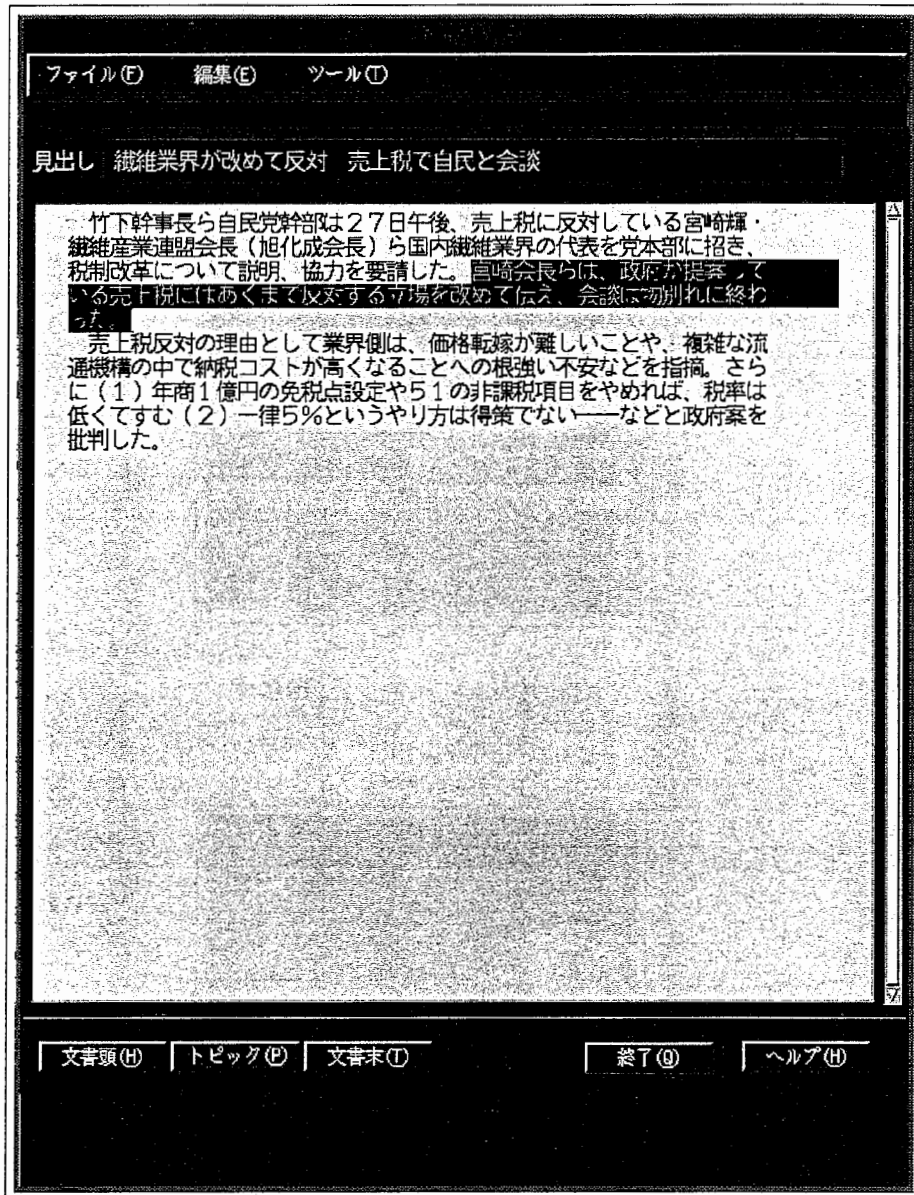 ファイル(F) 編集(E) ツール(T)
見出し 繊維業界が改めて反対 売上税で自民と会談
竹下幹事長ら自民党幹部は27日午後、売上税に反対している宮崎輝・
繊維産業連盟会長(旭化成会長)ら国内繊維業界の代表を党本部に招き、
税制改革について説明、協力を要請した。宮崎会長らは、政府が提案して
いる売上税にはあくまで反対する立場を改めて伝え、会談は物別れに終わ
った。
売上税反対の理由として業界側は、価格転嫁が難しいことや、複雑な流
通機構の中で納税コストが高くなることへの根強い不安などを指摘。さら
に(1)年商1億円の免税点設定や51の非課税項目をやめれば、税率は
低くてすむ(2)一律5%というやり方は得策でない――などと政府案を
批判した。
文書頭(H) トピック(P) 文書末(T) 終了(Q) ヘルプ(H)